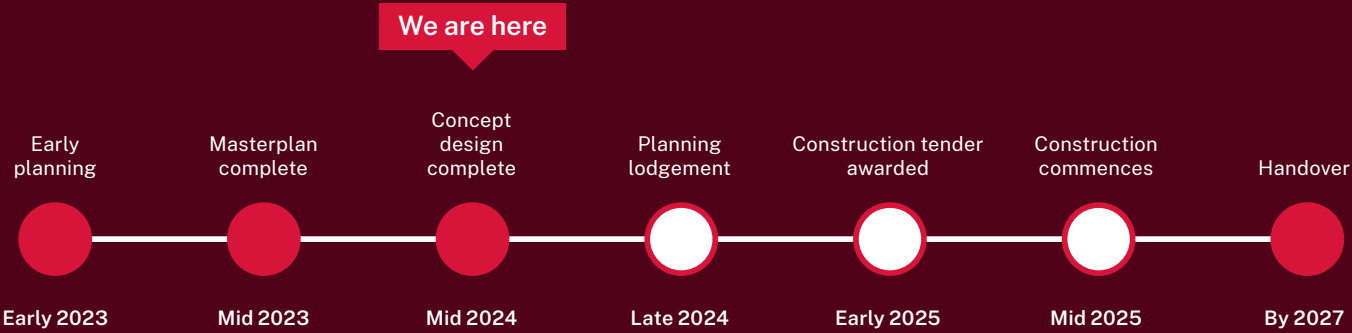 We are here
Early
planning
Masterplan
complete
Concept
design
complete
Planning
lodgement
Construction tender
awarded
Construction
commences
Handover
Early 2023
Mid 2023
Mid 2024
Late 2024
Early 2025
Mid 2025
By 2027